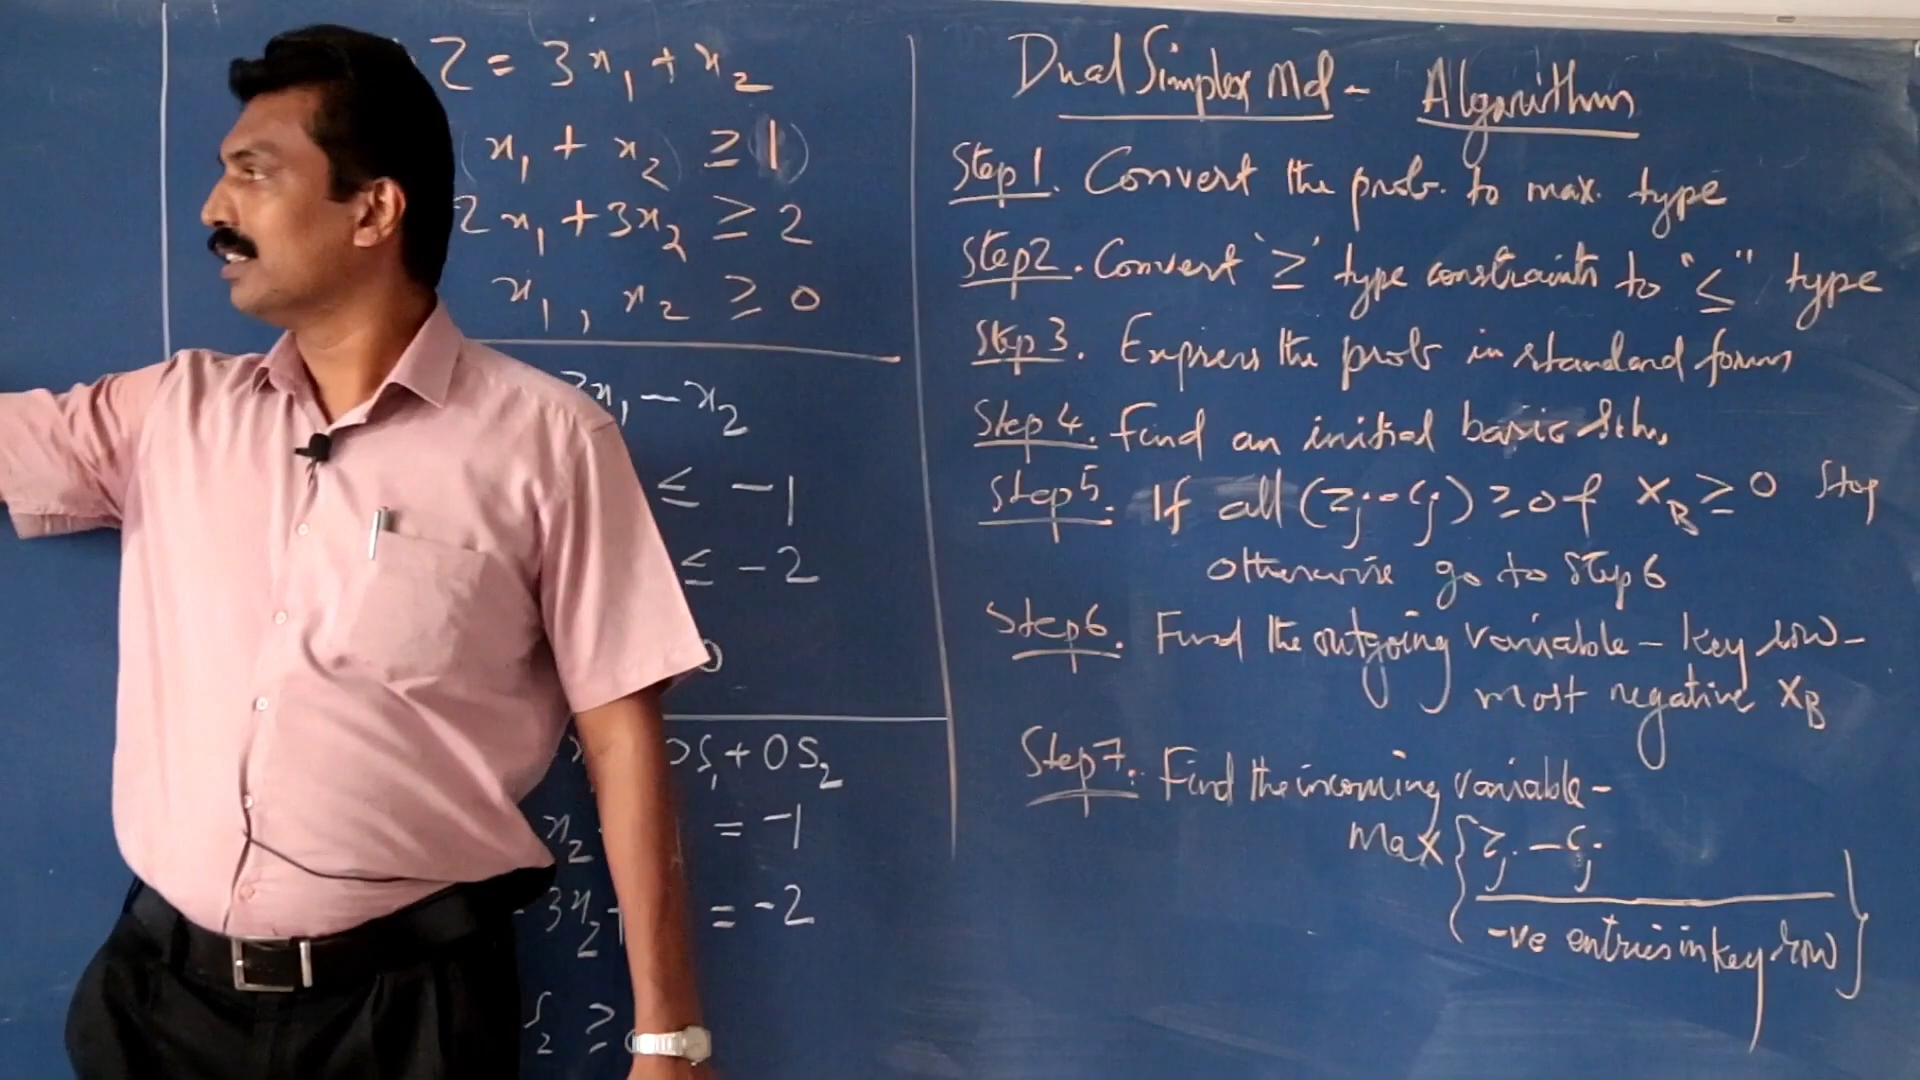 Z = 3x₁ + x₂
(x₁ + x₂) ≥ 1)
2x₁ + 3x₂ ≥ 2
x₁, x₂ ≥ 0
x₁ - x₂
≤ -1
≤ -2
0
S₁ + 0S₂
x₂ = -1
3x₂ + = -2
S₂ ≥
Dual Simplex Md - Algorithm
Step 1. Convert the prob. to max. type
Step 2. Convert '≥' type constraints to "≤" type
Step 3. Express the prob in standard form
Step 4. Find an initial basic Soln.
Step 5. If all (Zj - Cj) ≥ 0 & X_B ≥ 0 Stop
otherwise go to Step 6
Step 6. Find the outgoing variable - Key row -
most negative X_B
Step 7. Find the incoming variable -
Max { Zj - Cj
-ve entries in key row }